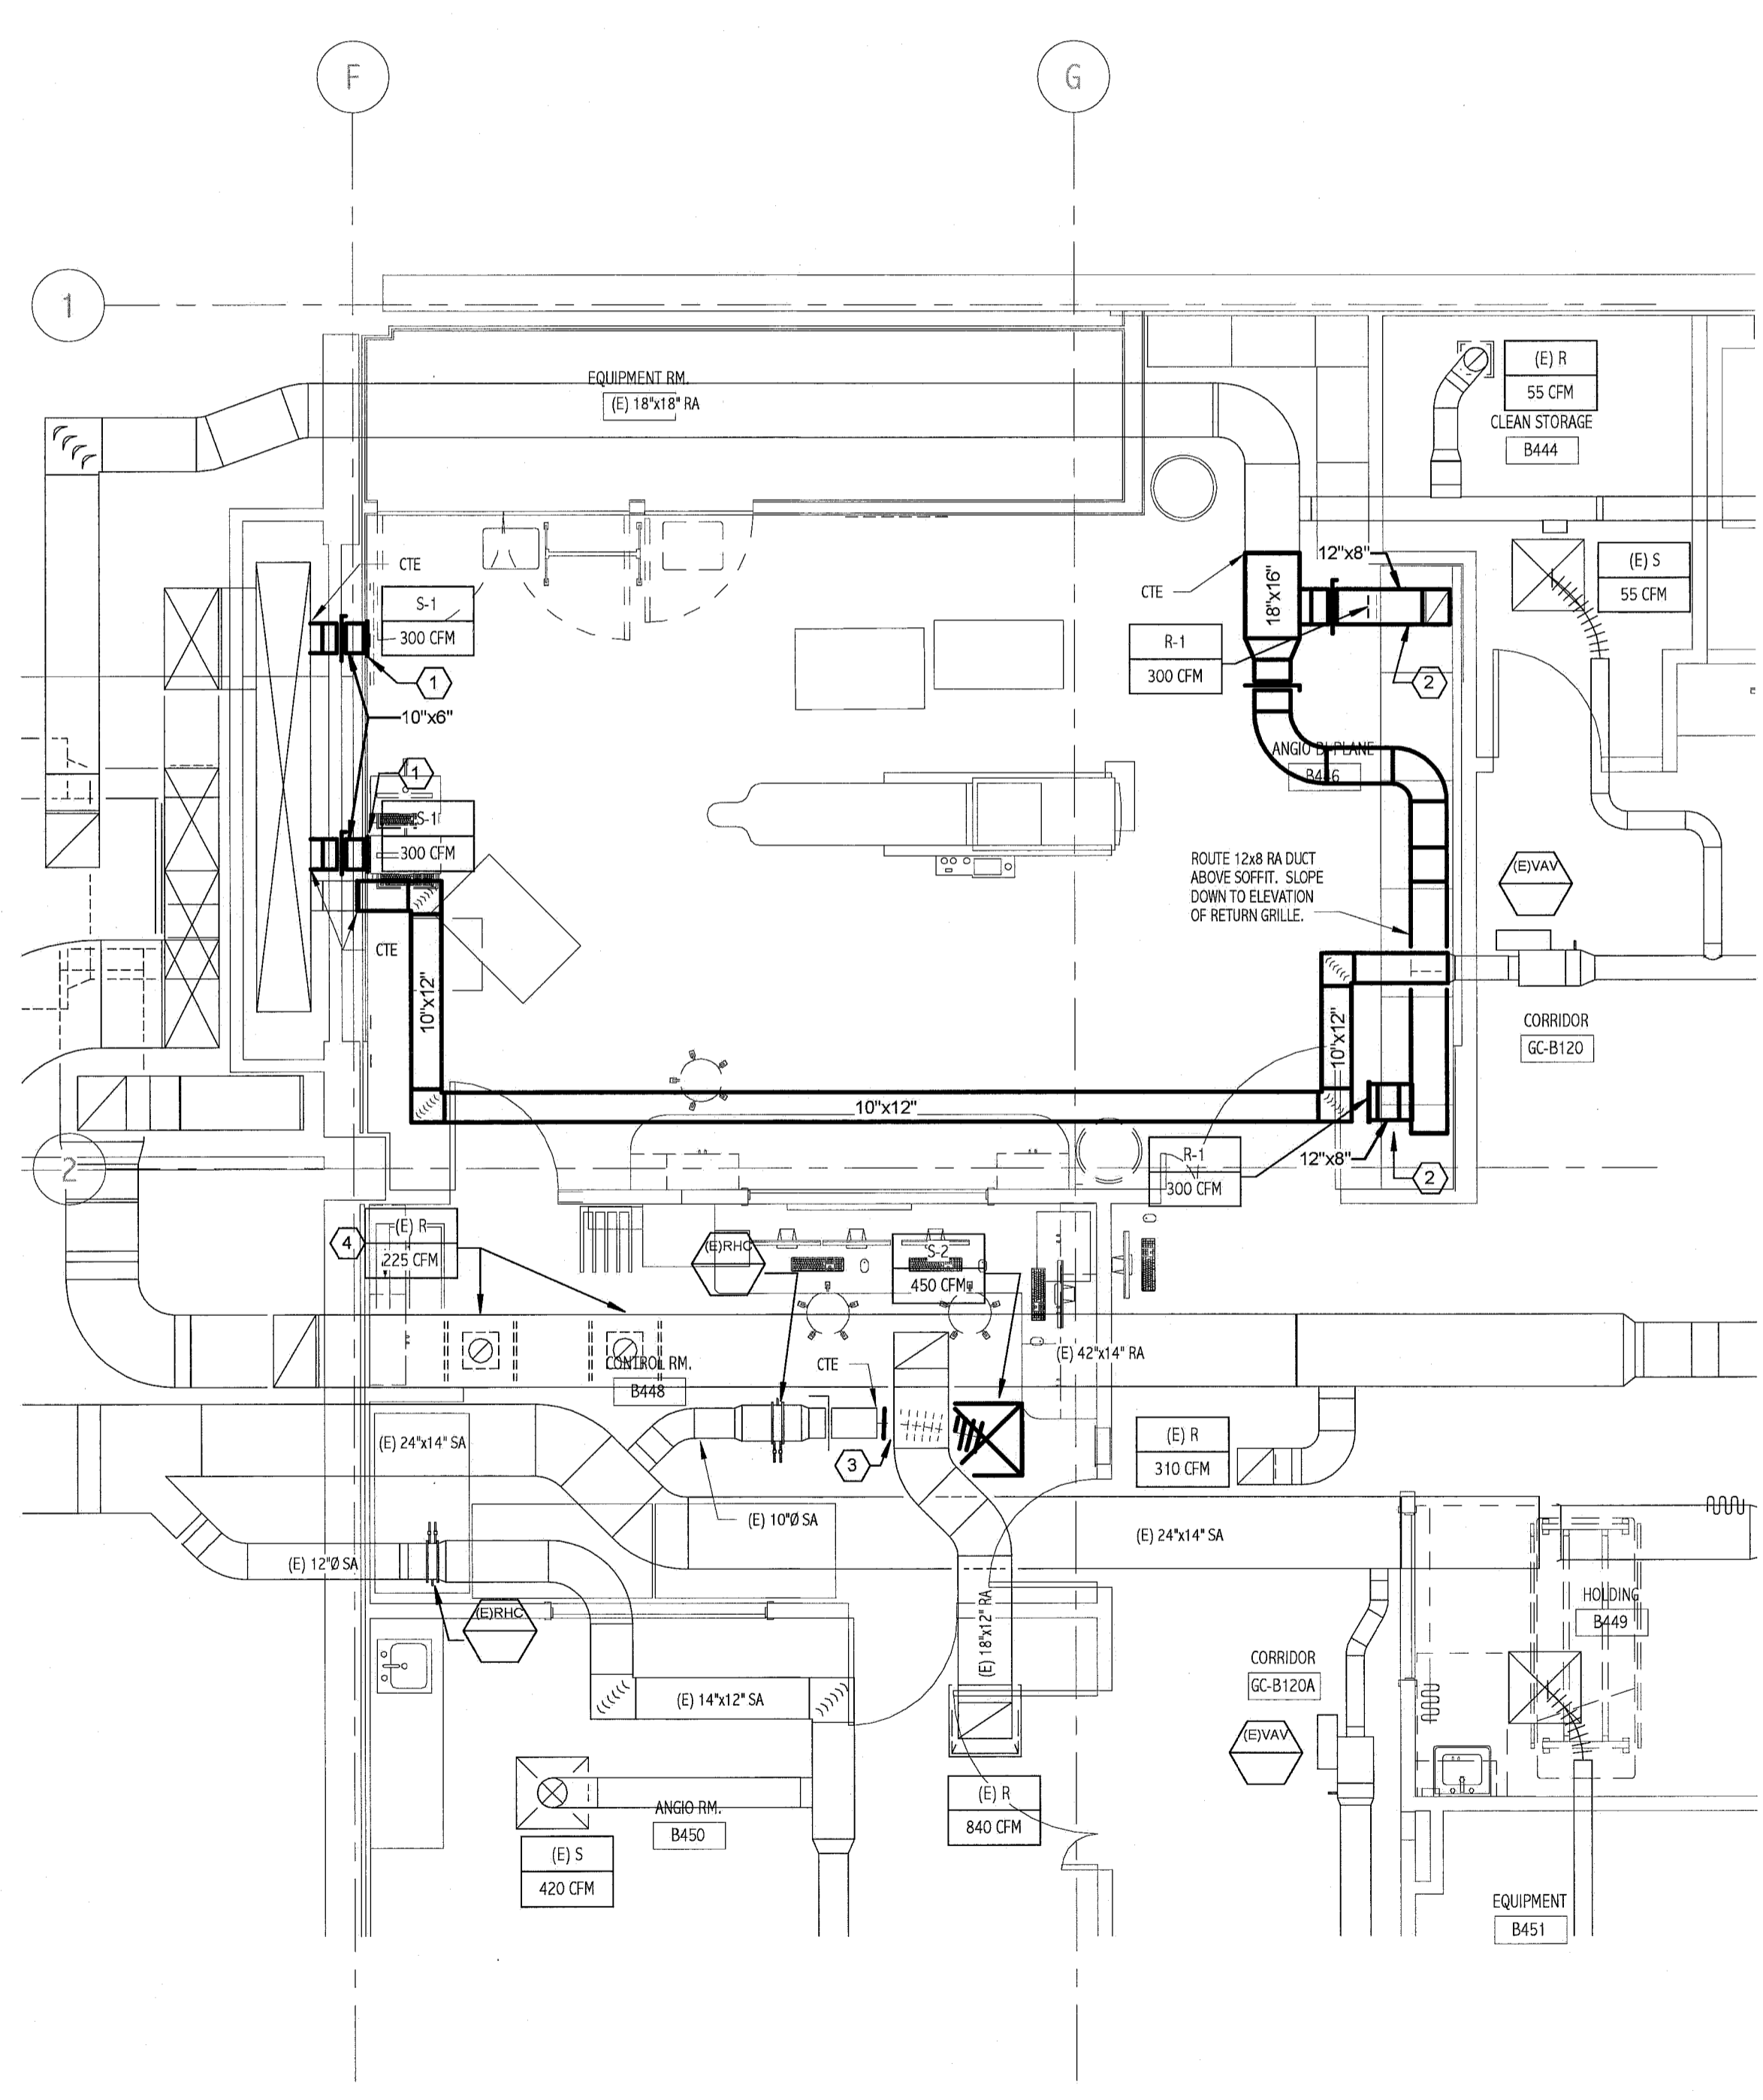 F
G
1
EQUIPMENT RM.
(E) 18"x18" RA
(E) R
55 CFM
CLEAN STORAGE
B444
CTE
12"x8"
(E) S
55 CFM
S-1
300 CFM
CTE
18"x16"
R-1
300 CFM
1
2
10"x6"
ANGIO BI-PLANE
B446
1
S-1
300 CFM
ROUTE 12x8 RA DUCT
ABOVE SOFFIT. SLOPE
DOWN TO ELEVATION
OF RETURN GRILLE.
(E)VAV
CTE
10"x12"
10"x12"
CORRIDOR
GC-B120
10"x12"
2
R-1
300 CFM
12"x8"
2
4
(E) R
225 CFM
(E)RHC
S-2
450 CFM
CONTROL RM.
B448
CTE
(E) 42"x14" RA
(E) 24"x14" SA
3
(E) R
310 CFM
(E) 10"Ø SA
(E) 24"x14" SA
(E) 12"Ø SA
(E)RHC
(E) 18"x12" RA
HOLDING
B449
CORRIDOR
GC-B120A
(E) 14"x12" SA
(E)VAV
ANGIO RM.
B450
(E) R
840 CFM
(E) S
420 CFM
EQUIPMENT
B451